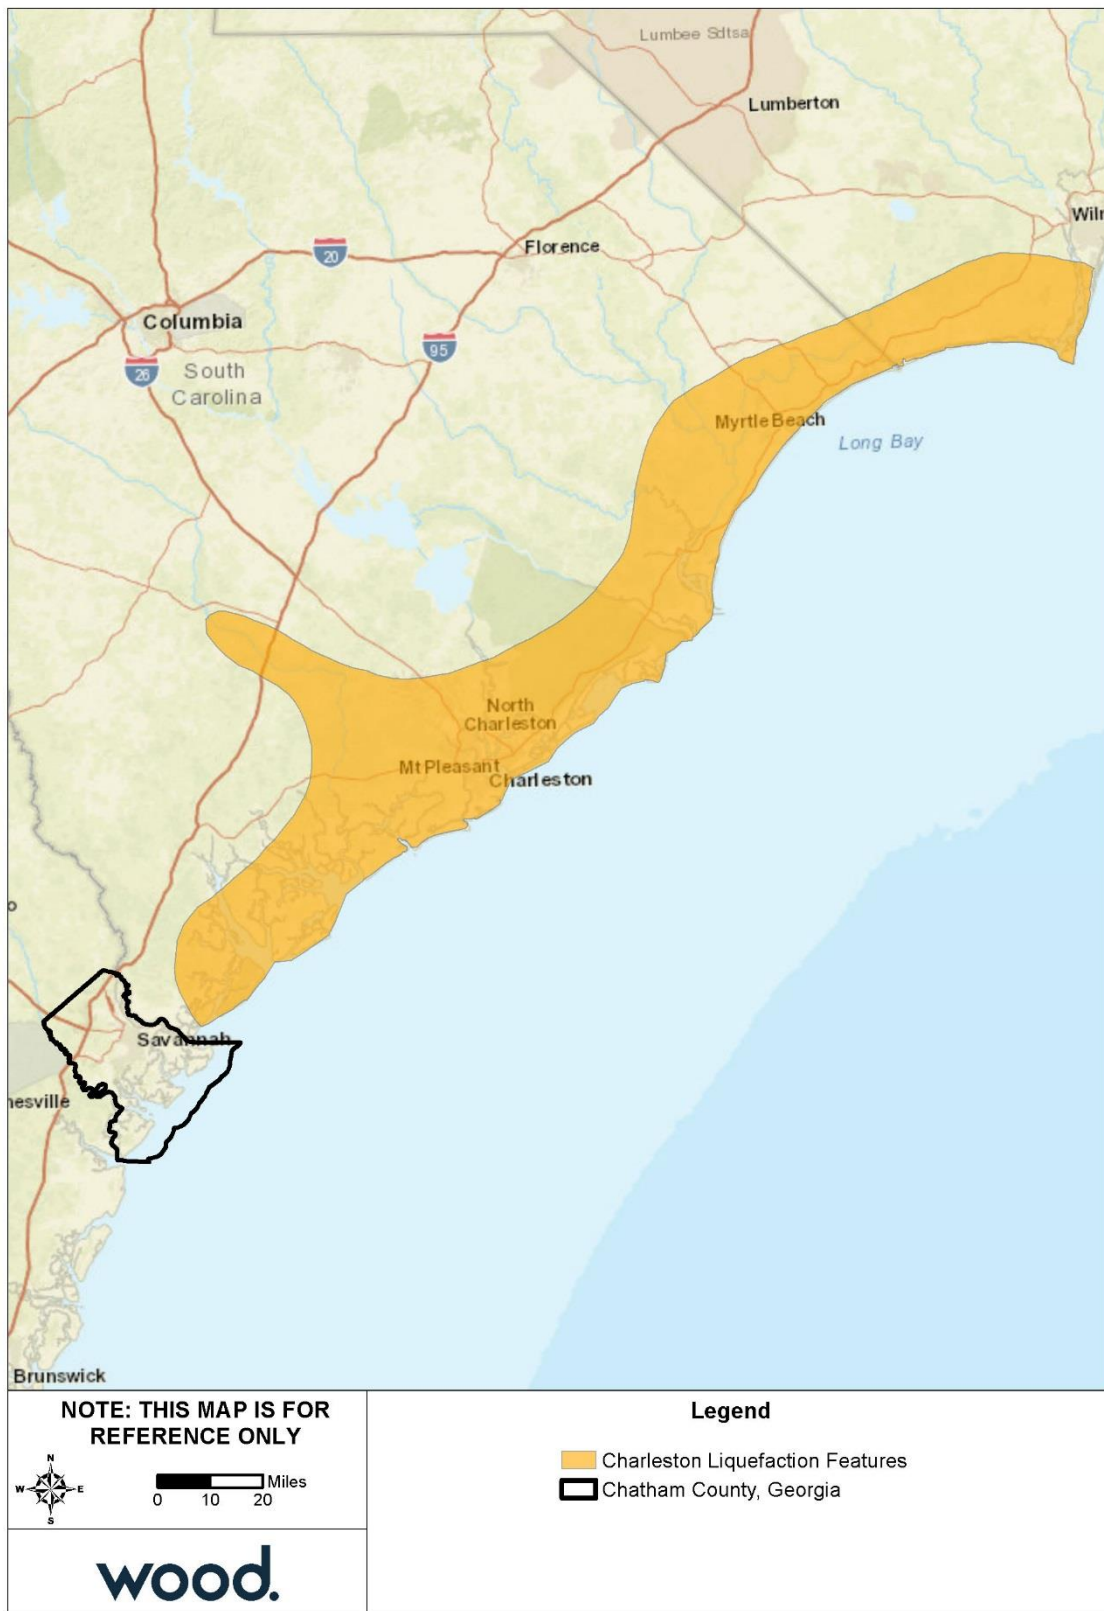 Lumbee Sdtsa
Lumberton
Wilr
Florence
20
Columbia
95
26
South
Carolina
Myrtle Beach
Long Bay
North
Charleston
Mt Pleasant
Charleston
o
Savannah
nesville
Brunswick
NOTE: THIS MAP IS FOR
REFERENCE ONLY
N
W E
S
Miles
0 10 20
wood.
Legend
Charleston Liquefaction Features
Chatham County, Georgia